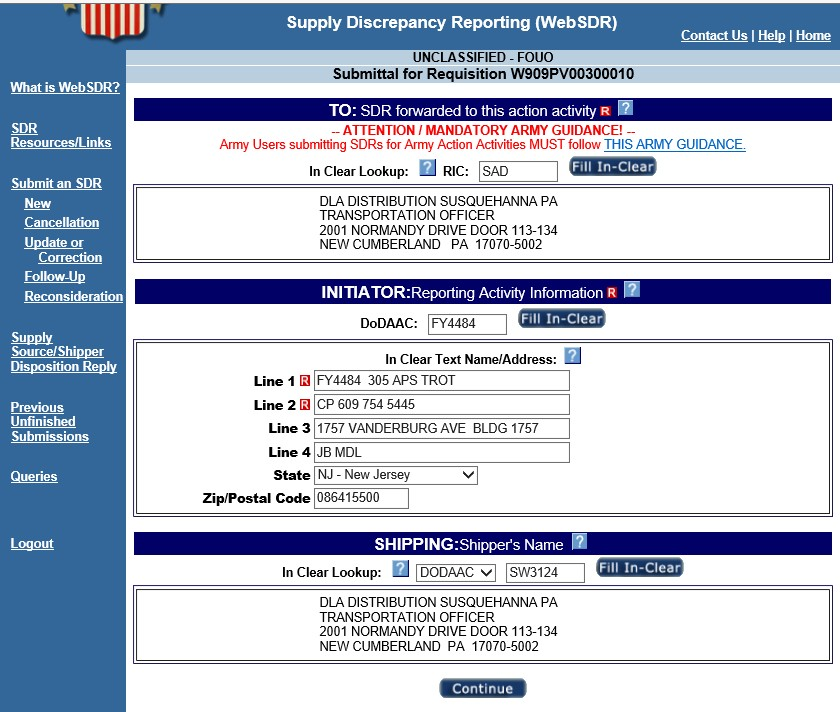 Supply Discrepancy Reporting (WebSDR)
Contact Us | Help | Home
UNCLASSIFIED - FOUO
Submittal for Requisition W909PV00300010
What is WebSDR?
SDR
Resources/Links
Submit an SDR
New
Cancellation
Update or
Correction
Follow-Up
Reconsideration
Supply
Source/Shipper
Disposition Reply
Previous
Unfinished
Submissions
Queries
Logout
TO: SDR forwarded to this action activity R ?
-- ATTENTION / MANDATORY ARMY GUIDANCE! --
Army Users submitting SDRs for Army Action Activities MUST follow THIS ARMY GUIDANCE.
In Clear Lookup: ? RIC: SAD Fill In-Clear
DLA DISTRIBUTION SUSQUEHANNA PA
TRANSPORTATION OFFICER
2001 NORMANDY DRIVE DOOR 113-134
NEW CUMBERLAND PA 17070-5002
INITIATOR:Reporting Activity Information R ?
DoDAAC: FY4484 Fill In-Clear
In Clear Text Name/Address: ?
Line 1 R FY4484 305 APS TROT
Line 2 R CP 609 754 5445
Line 3 1757 VANDERBURG AVE BLDG 1757
Line 4 JB MDL
State NJ - New Jersey
Zip/Postal Code 086415500
SHIPPING:Shipper's Name ?
In Clear Lookup: ? DODAAC SW3124 Fill In-Clear
DLA DISTRIBUTION SUSQUEHANNA PA
TRANSPORTATION OFFICER
2001 NORMANDY DRIVE DOOR 113-134
NEW CUMBERLAND PA 17070-5002
Continue